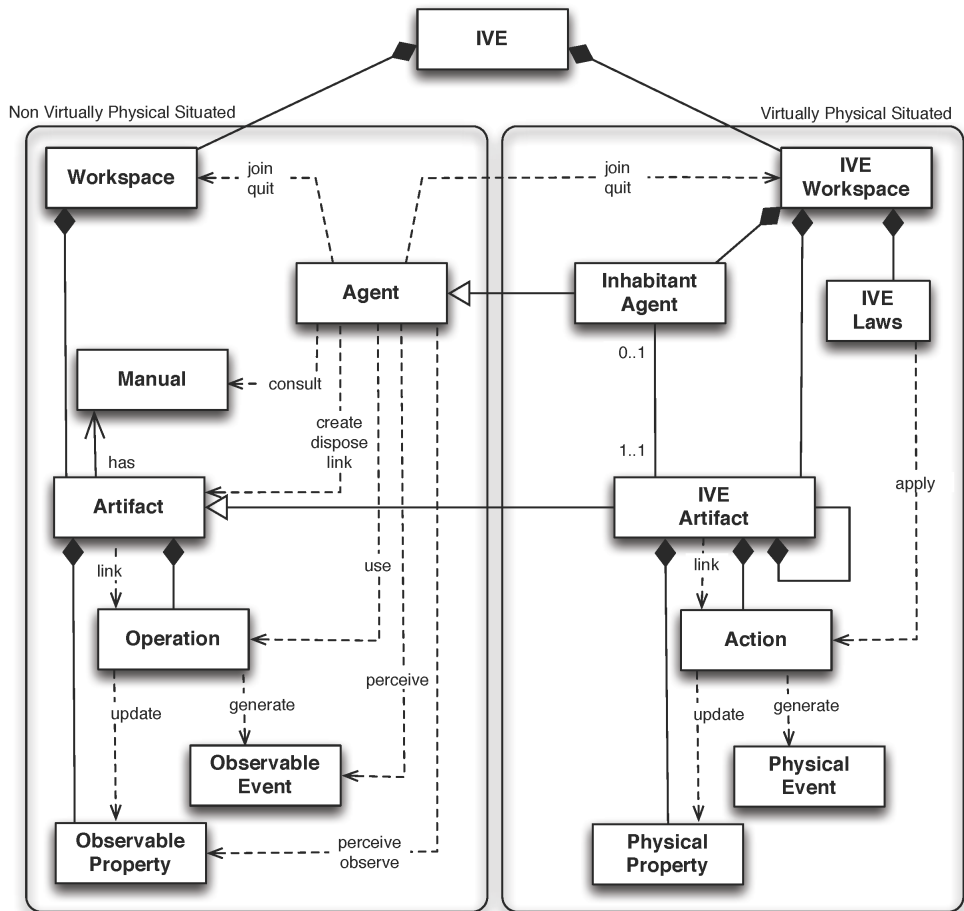 IVE
Non Virtually Physical Situated
Virtually Physical Situated
Workspace
join
quit
join
quit
IVE
Workspace
Agent
Inhabitant
Agent
IVE
Laws
0..1
Manual
consult
create
dispose
link
has
1..1
apply
Artifact
IVE
Artifact
link
use
link
Operation
Action
perceive
update
generate
update
generate
Observable
Event
Physical
Event
Observable
Property
perceive
observe
Physical
Property